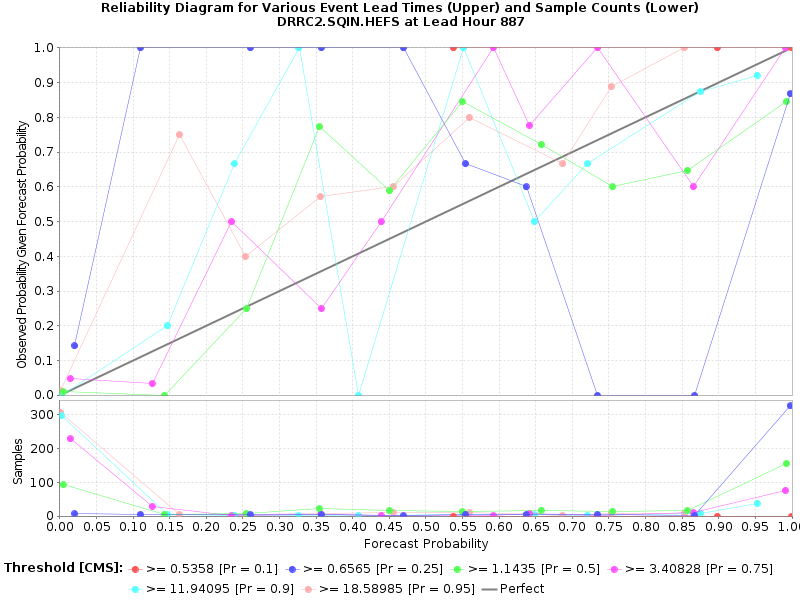 Reliability Diagram for Various Event Lead Times (Upper) and Sample Counts (Lower)
DRRC2.SQIN.HEFS at Lead Hour 887
Observed Probability Given Forecast Probability
1.0
0.9
0.8
0.7
0.6
0.5
0.4
0.3
0.2
0.1
0.0
Samples
300
200
100
0
0.00 0.05 0.10 0.15 0.20 0.25 0.30 0.35 0.40 0.45 0.50 0.55 0.60 0.65 0.70 0.75 0.80 0.85 0.90 0.95 1.00
Forecast Probability
Threshold [CMS]: >= 0.5358 [Pr = 0.1] >= 0.6565 [Pr = 0.25] >= 1.1435 [Pr = 0.5] >= 3.40828 [Pr = 0.75]
>= 11.94095 [Pr = 0.9] >= 18.58985 [Pr = 0.95] Perfect